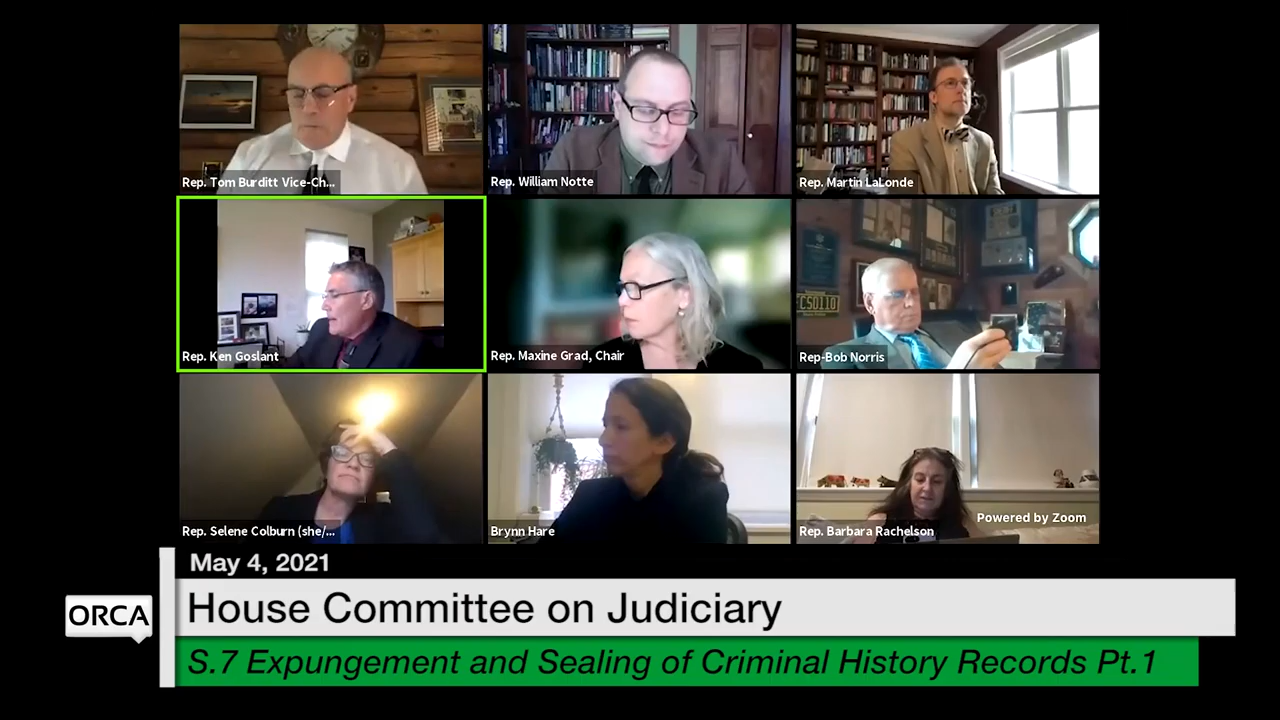 Rep. Tom Burditt Vice-Ch...
Rep. William Notte
Rep. Martin LaLonde
Rep. Ken Goslant
Rep. Maxine Grad, Chair
Rep-Bob Norris
CSD110
Rep. Selene Colburn (she/...
Brynn Hare
Rep. Barbara Rachelson
Powered by Zoom
May 4, 2021
ORCA
House Committee on Judiciary
S.7 Expungement and Sealing of Criminal History Records Pt.1